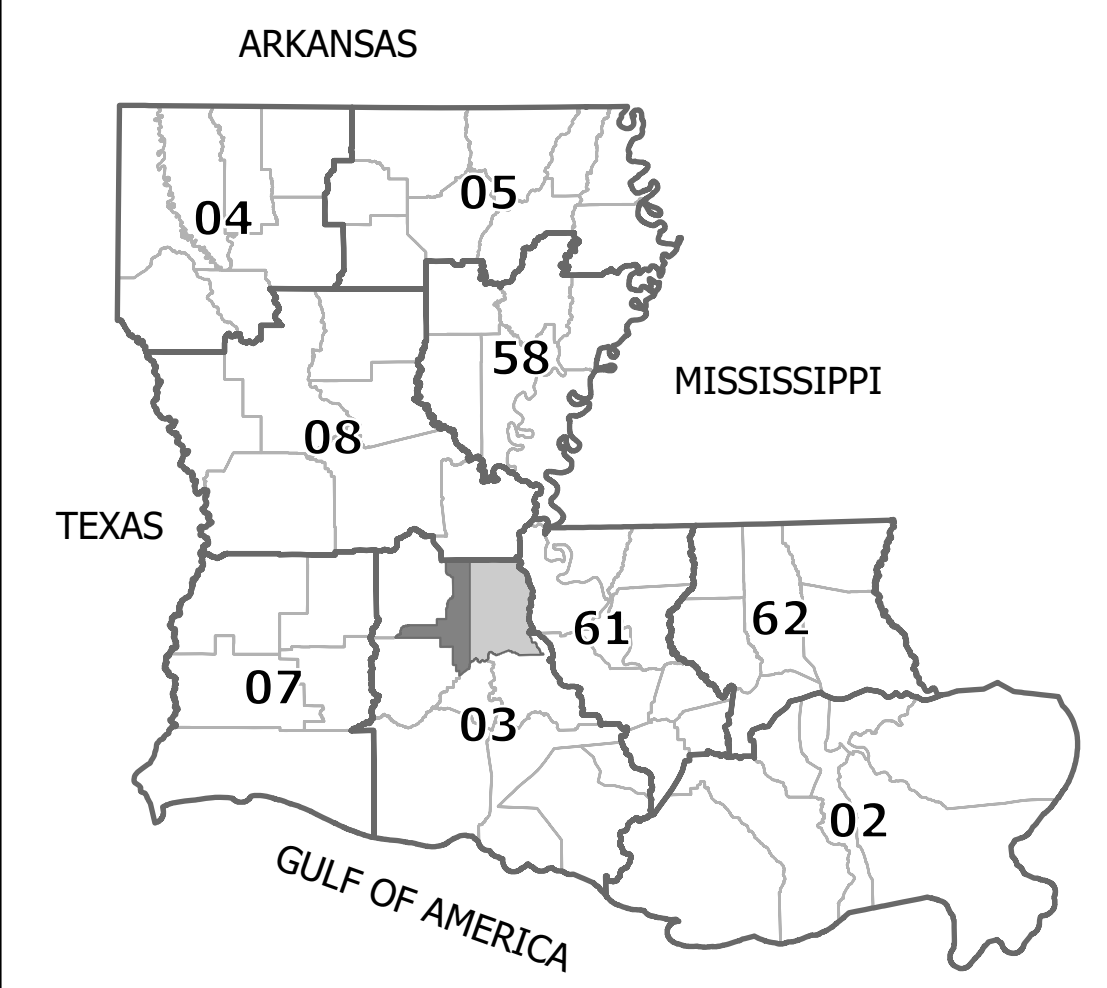 ARKANSAS
04
05
58
MISSISSIPPI
08
TEXAS
61
62
07
03
02
GULF OF AMERICA